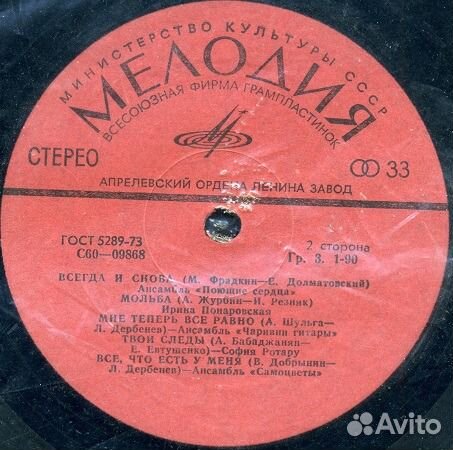 МИНИСТЕРСТВО КУЛЬТУРЫ СССР
МЕЛОДИЯ
ВСЕСОЮЗНАЯ ФИРМА ГРАМПЛАСТИНОК
СТЕРЕО
33
АПРЕЛЕВСКИЙ ОРДЕНА ЛЕНИНА ЗАВОД
ГОСТ 5289-73
С60—09868
2 сторона
Гр. 3. 1-90
ВСЕГДА И СНОВА (М. Фрадкин—Е. Долматовский)
Ансамбль «Поющие сердца»
МОЛЬБА (А. Журбин—И. Резник)
Ирина Понаровская
МНЕ ТЕПЕРЬ ВСЕ РАВНО (А. Шульга—
Л. Дербенев)—Ансамбль «Чаривни гитары»
ТВОИ СЛЕДЫ (А. Бабаджанян—
Е. Евтушенко)—София Ротару
ВСЕ, ЧТО ЕСТЬ У МЕНЯ (В. Добрынин—
Л. Дербенев)—Ансамбль «Самоцветы»
Avito